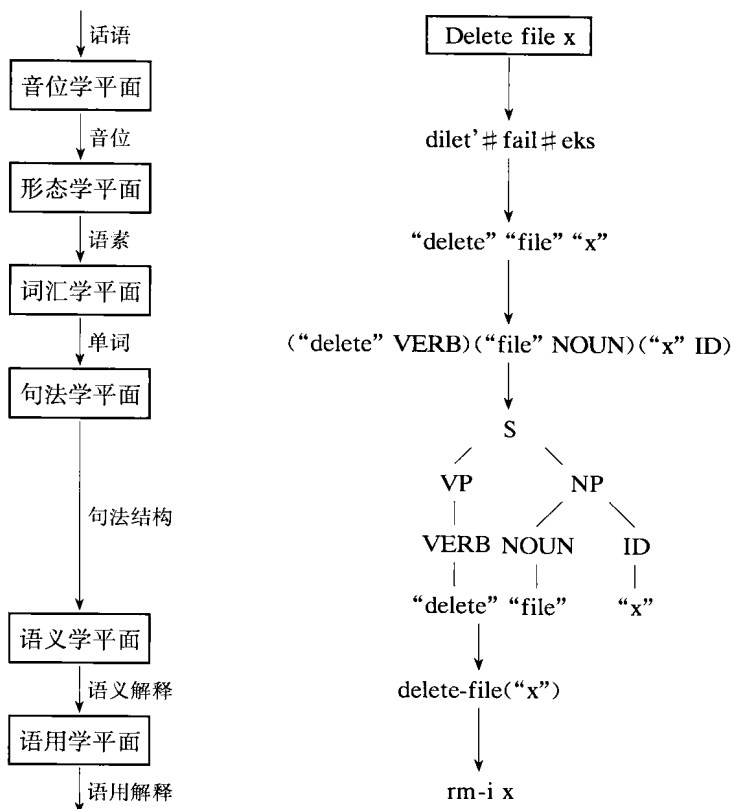 话语
音位学平面
音位
形态学平面
语素
词汇学平面
单词
句法学平面
句法结构
语义学平面
语义解释
语用学平面
语用解释
Delete file x
dilet’#fail#eks
“delete” “file” “x”
(“delete” VERB)(“file” NOUN)(“x” ID)
S
VP NP
VERB NOUN ID
“delete” “file” “x”
delete-file(“x”)
rm-i x